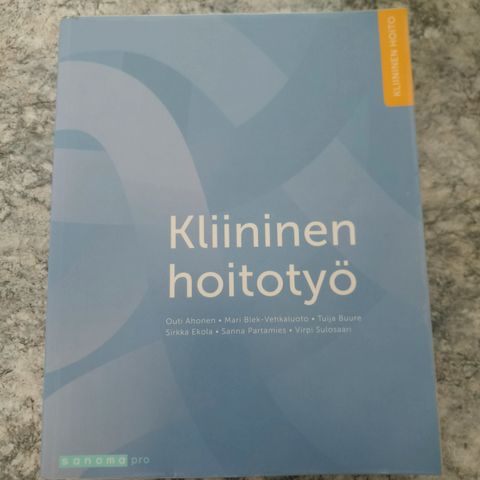 KLIININEN HOITO
Kliininen
hoitotyö
Outi Ahonen • Mari Blek-Vehkaluoto • Tuija Buure
Sirkka Ekola • Sanna Partamies • Virpi Sulosaari
sanoma pro